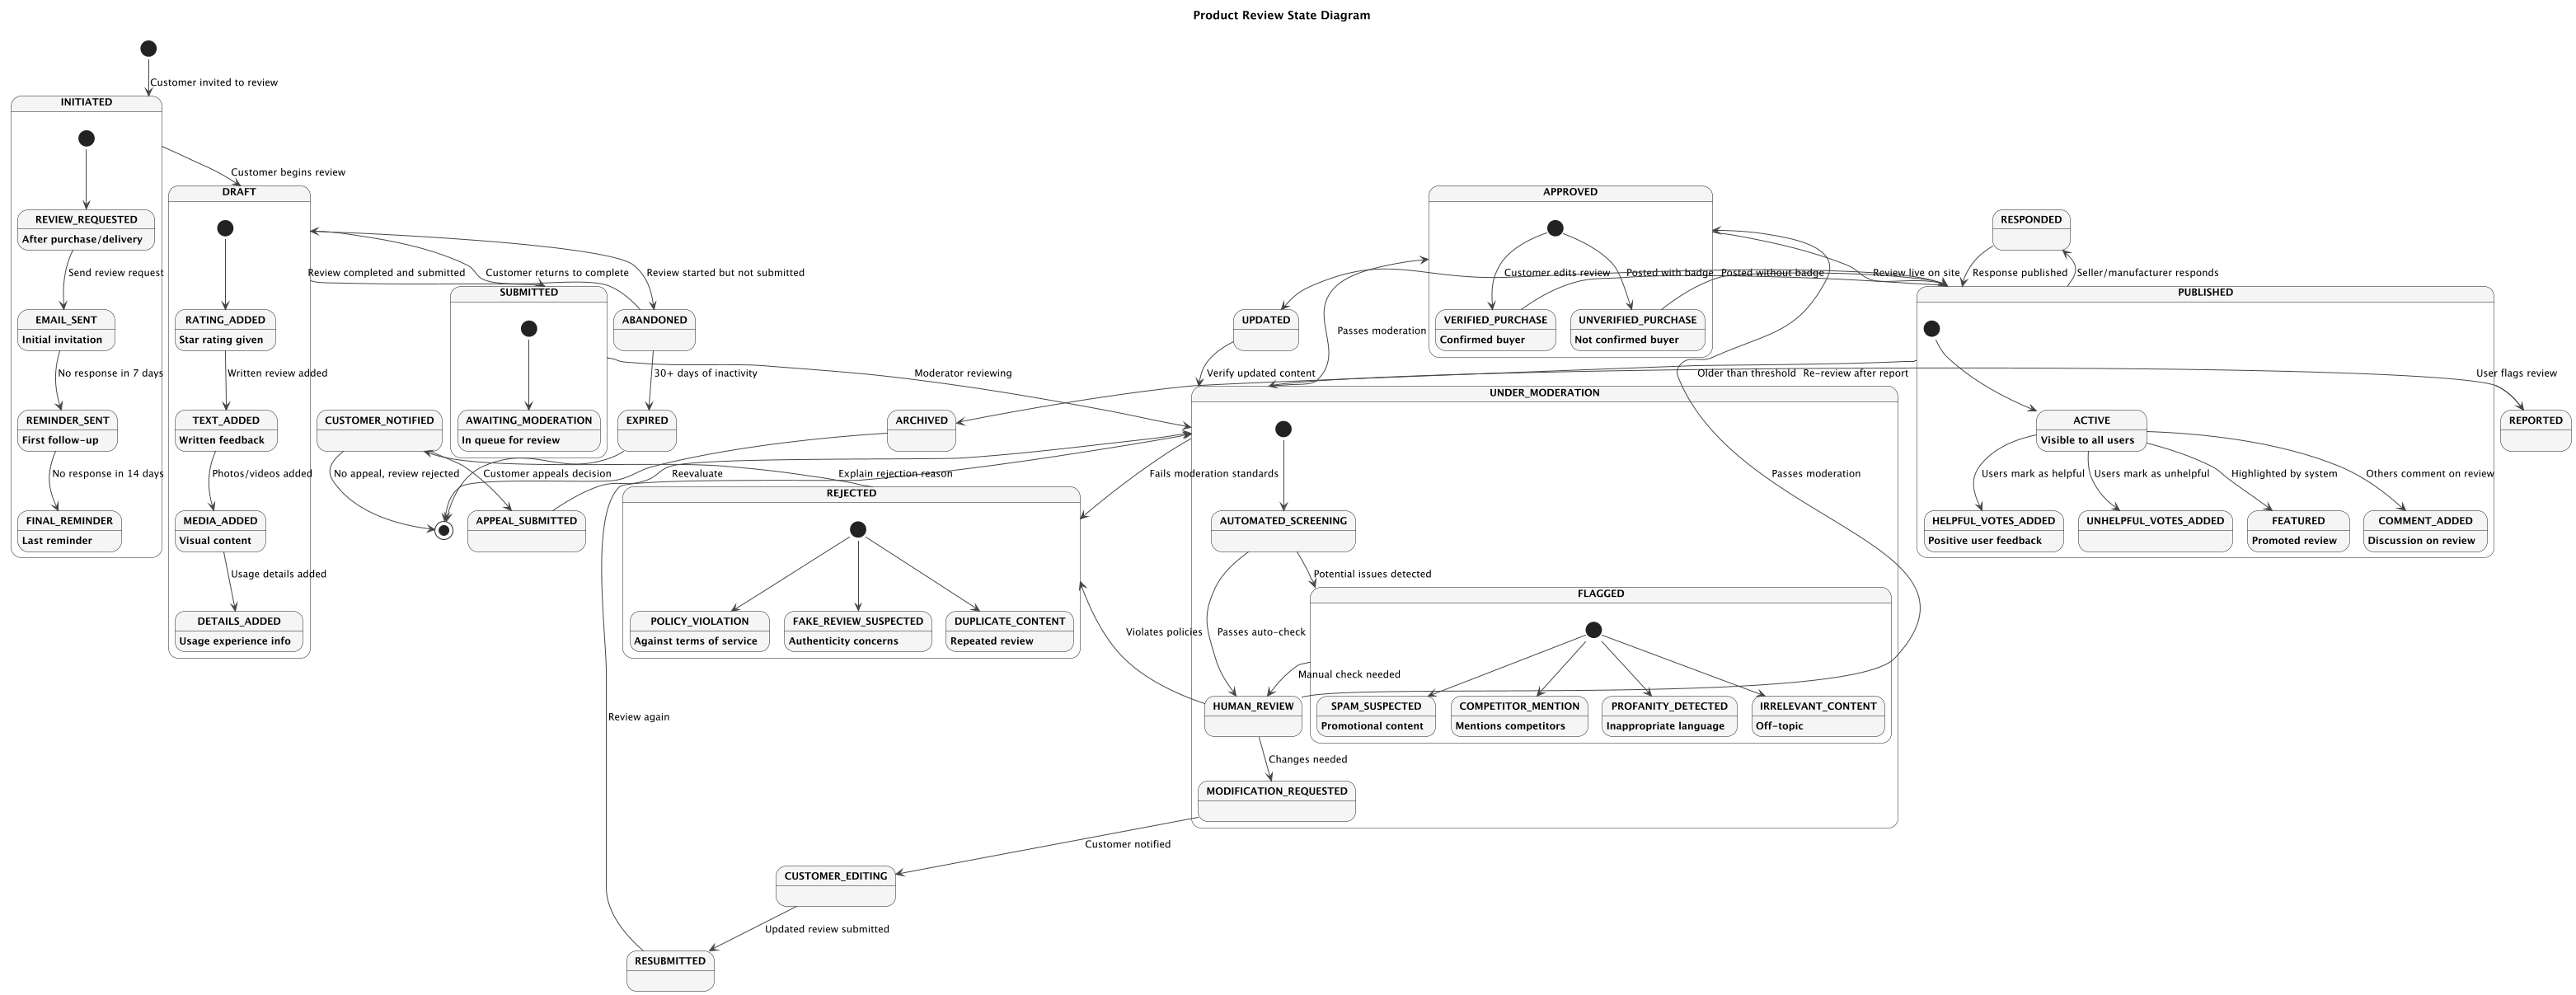 Product Review State Diagram
Customer invited to review
INITIATED
REVIEW_REQUESTED
After purchase/delivery
Send review request
EMAIL_SENT
Initial invitation
No response in 7 days
REMINDER_SENT
First follow-up
No response in 14 days
FINAL_REMINDER
Last reminder
Customer begins review
DRAFT
RATING_ADDED
Star rating given
Written review added
TEXT_ADDED
Written feedback
Photos/videos added
MEDIA_ADDED
Visual content
Usage details added
DETAILS_ADDED
Usage experience info
Review completed and submitted
Customer returns to complete
Review started but not submitted
SUBMITTED
AWAITING_MODERATION
In queue for review
ABANDONED
30+ days of inactivity
EXPIRED
CUSTOMER_NOTIFIED
No appeal, review rejected
Customer appeals decision
APPEAL_SUBMITTED
Reevaluate
Explain rejection reason
ARCHIVED
Moderator reviewing
Fails moderation standards
REJECTED
POLICY_VIOLATION
Against terms of service
FAKE_REVIEW_SUSPECTED
Authenticity concerns
DUPLICATE_CONTENT
Repeated review
Violates policies
Review again
APPROVED
Customer edits review
Posted with badge
Posted without badge
Review live on site
VERIFIED_PURCHASE
Confirmed buyer
UNVERIFIED_PURCHASE
Not confirmed buyer
UPDATED
Passes moderation
Verify updated content
Older than threshold
Re-review after report
User flags review
RESPONDED
Response published
Seller/manufacturer responds
PUBLISHED
ACTIVE
Visible to all users
Users mark as helpful
Users mark as unhelpful
Highlighted by system
Others comment on review
HELPFUL_VOTES_ADDED
Positive user feedback
UNHELPFUL_VOTES_ADDED
FEATURED
Promoted review
COMMENT_ADDED
Discussion on review
REPORTED
UNDER_MODERATION
Passes moderation
AUTOMATED_SCREENING
Potential issues detected
Passes auto-check
FLAGGED
Manual check needed
HUMAN_REVIEW
SPAM_SUSPECTED
Promotional content
COMPETITOR_MENTION
Mentions competitors
PROFANITY_DETECTED
Inappropriate language
IRRELEVANT_CONTENT
Off-topic
Changes needed
MODIFICATION_REQUESTED
Customer notified
CUSTOMER_EDITING
Updated review submitted
RESUBMITTED